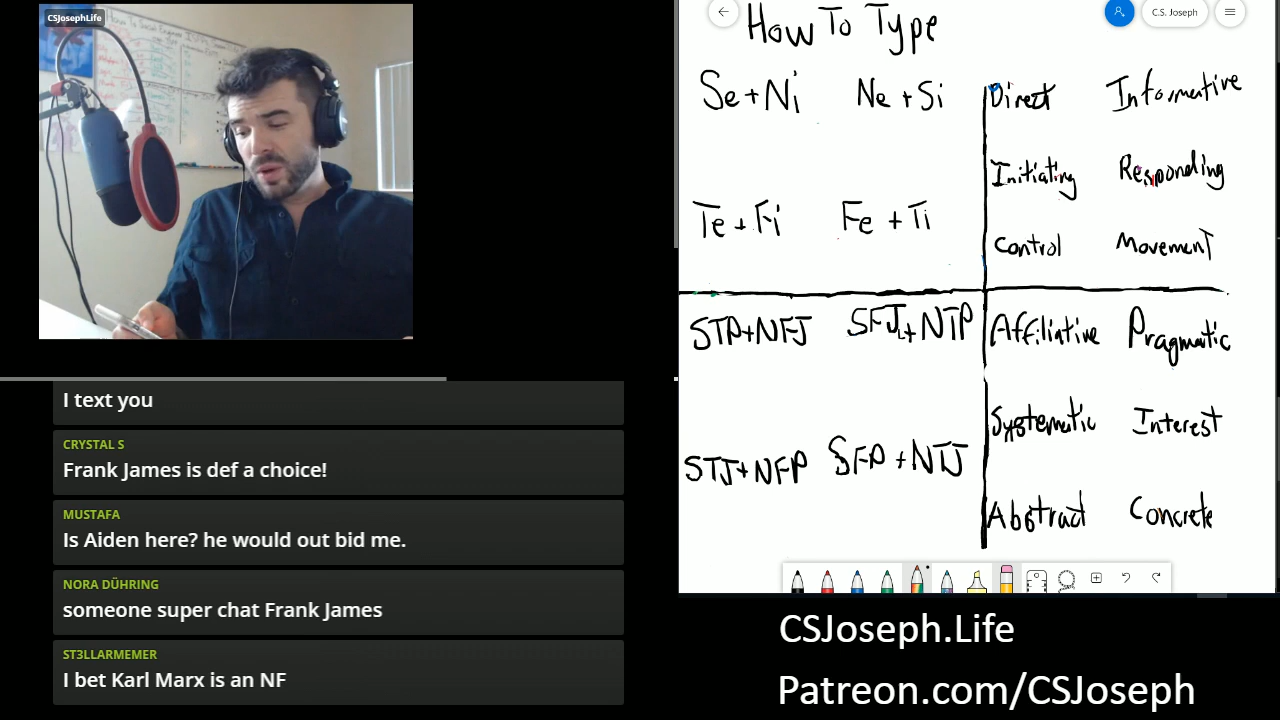 CSJosephLife
I text you
CRYSTAL S
Frank James is def a choice!
MUSTAFA
Is Aiden here? he would out bid me.
NORA DÜHRING
someone super chat Frank James
ST3LLARMEMER
I bet Karl Marx is an NF
C.S. Joseph
How To Type
Se + Ni Ne + Si Direct Informative
Initiating Responding
Te + Fi Fe + Ti
Control Movement
STP + NFJ SFJ + NTP Affiliative Pragmatic
Systematic Interest
STJ + NFP SFP + NTJ
Abstract Concrete
CSJoseph.Life
Patreon.com/CSJoseph